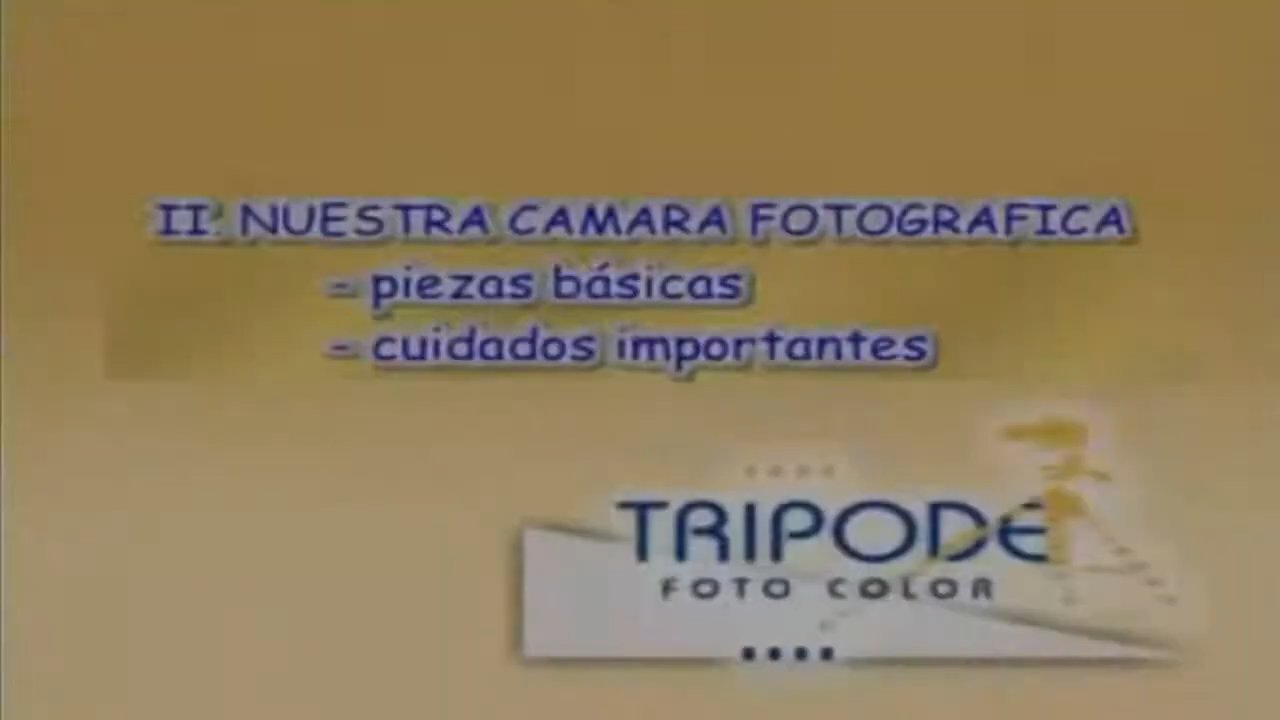 II. NUESTRA CAMARA FOTOGRAFICA
- piezas básicas
- cuidados importantes
TRIPODE
FOTO COLOR